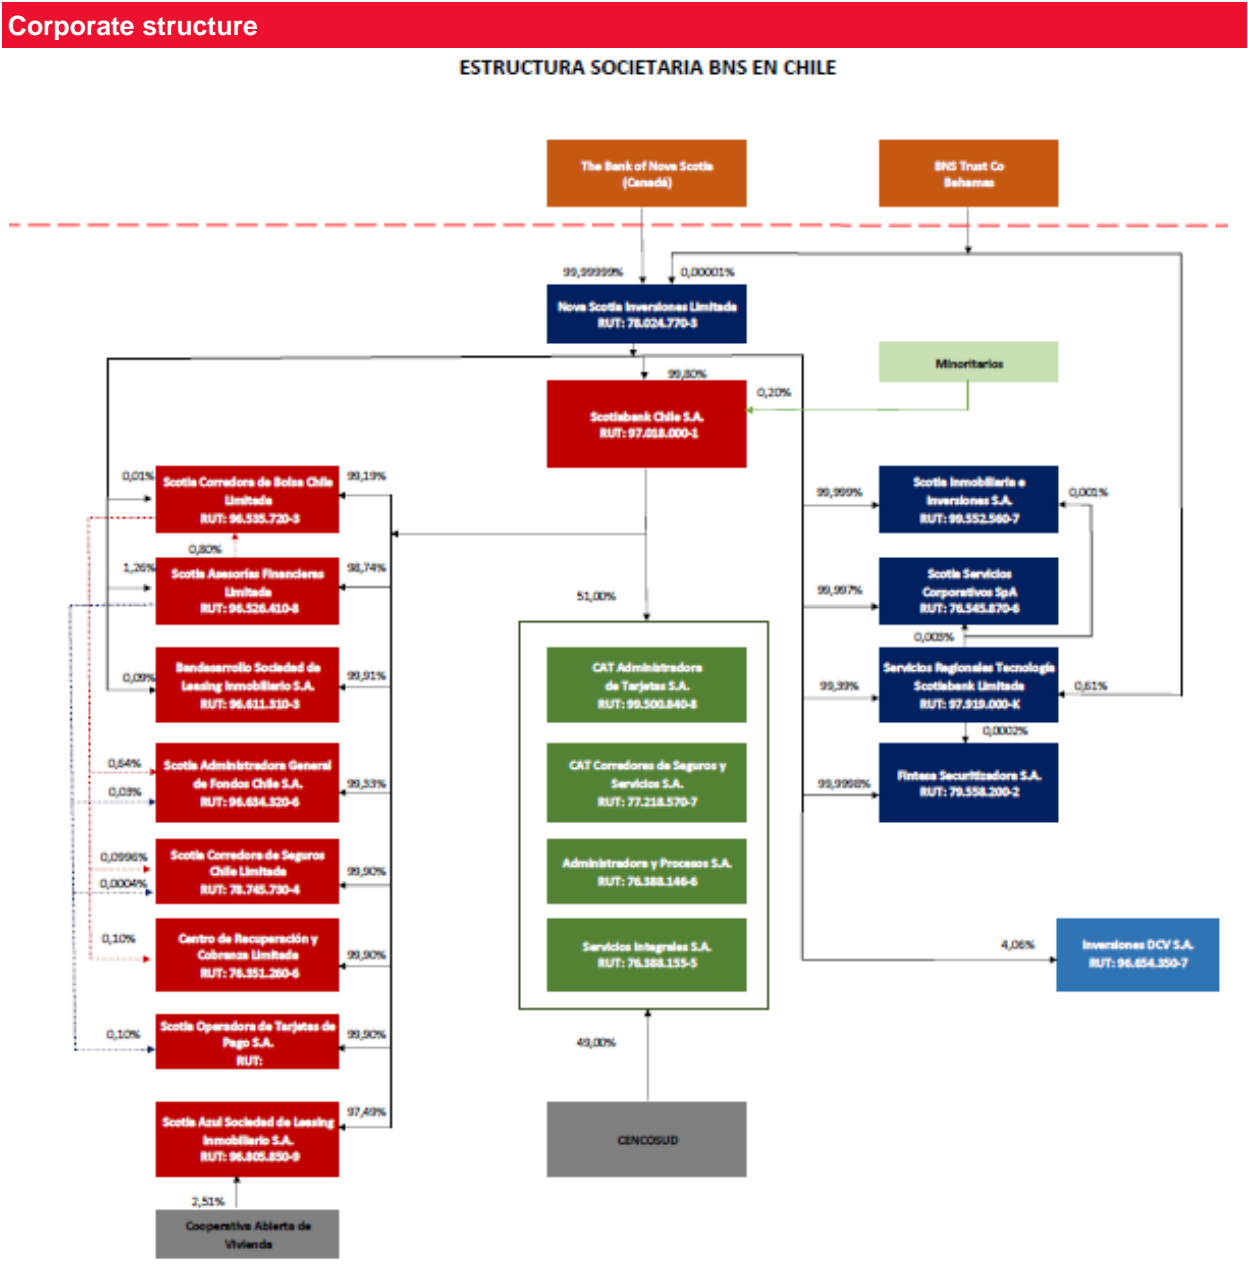 Corporate structure
ESTRUCTURA SOCIETARIA BNS EN CHILE
The Bank of Nova Scotia
(Canadá)
BNS Trust Co
Bahamas
99,99999%
0,00001%
Nova Scotia Inversiones Limitada
RUT: 78.024.770-3
Minoritarios
99,80%
0,20%
Scotiabank Chile S.A.
RUT: 97.018.000-1
0,01%
Scotia Corredora de Bolsa Chile
Limitada
RUT: 96.535.720-3
99,19%
0,80%
1,26%
Scotia Asesorías Financieras
Limitada
RUT: 96.526.410-8
98,74%
0,09%
Bandesarrollo Sociedad de
Leasing Inmobiliario S.A.
RUT: 96.611.310-3
99,91%
0,64%
0,03%
Scotia Administradora General
de Fondos Chile S.A.
RUT: 96.634.320-6
99,33%
0,0996%
0,0004%
Scotia Corredora de Seguros
Chile Limitada
RUT: 78.745.730-4
99,90%
0,10%
Centro de Recuperación y
Cobranza Limitada
RUT: 76.351.260-6
99,90%
0,10%
Scotia Operadora de Tarjetas de
Pago S.A.
RUT:
99,90%
Scotia Azul Sociedad de Leasing
Inmobiliario S.A.
RUT: 96.805.850-9
97,49%
2,51%
Cooperativa Abierta de
Vivienda
51,00%
CAT Administradora
de Tarjetas S.A.
RUT: 99.500.840-8
CAT Corredores de Seguros y
Servicios S.A.
RUT: 77.218.570-7
Administradora y Procesos S.A.
RUT: 76.388.146-6
Servicios Integrales S.A.
RUT: 76.388.155-5
49,00%
CENCOSUD
99,999%
Scotia Inmobiliaria e
Inversiones S.A.
RUT: 99.552.560-7
0,001%
99,997%
Scotia Servicios
Corporativos SpA
RUT: 76.545.870-6
0,003%
99,39%
Servicios Regionales Tecnología
Scotiabank Limitada
RUT: 97.919.000-K
0,61%
0,0002%
99,9998%
Fintesa Securitizadora S.A.
RUT: 79.558.200-2
4,06%
Inversiones DCV S.A.
RUT: 96.654.350-7